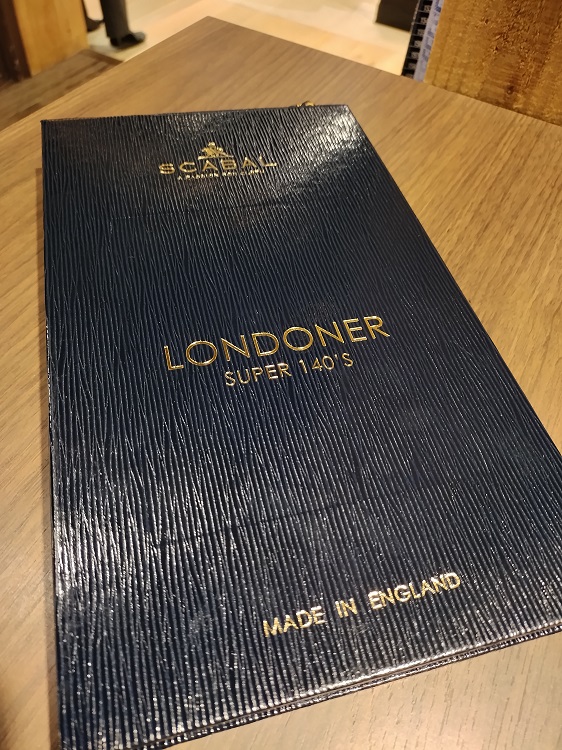 SCABAL
LONDONER
SUPER 140'S
MADE IN ENGLAND